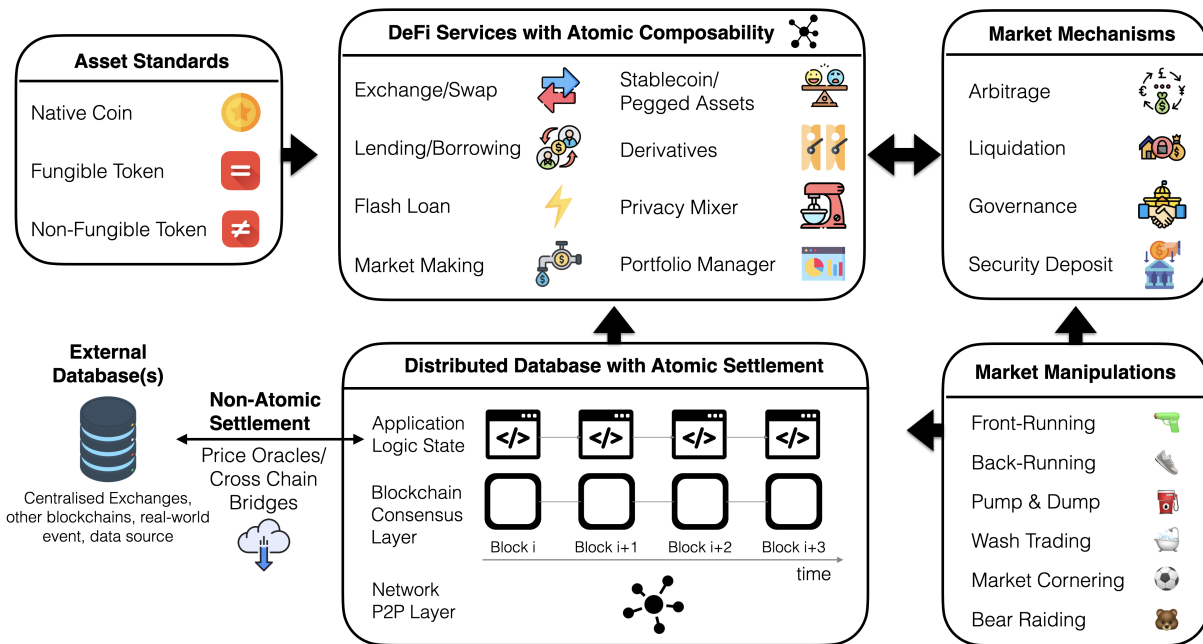 Asset Standards
Native Coin
Fungible Token
=
Non-Fungible Token
≠
DeFi Services with Atomic Composability
Exchange/Swap
Lending/Borrowing
$
Flash Loan
Market Making
$
Stablecoin/
Pegged Assets
Derivatives
Privacy Mixer
Portfolio Manager
Market Mechanisms
Arbitrage
£
€ ... ¥
$
Liquidation
$
Governance
Security Deposit
$
External
Database(s)
Centralised Exchanges,
other blockchains, real-world
event, data source
Non-Atomic
Settlement
Price Oracles/
Cross Chain
Bridges
Distributed Database with Atomic Settlement
Application
Logic State
</> </> </> </>
Blockchain
Consensus
Layer
Block i Block i+1 Block i+2 Block i+3
time
Network
P2P Layer
Market Manipulations
Front-Running
Back-Running
Pump & Dump
Wash Trading
Market Cornering
Bear Raiding